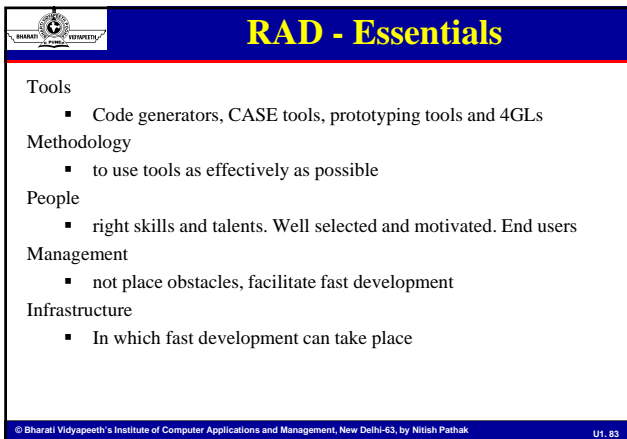 BHARATI VIDYAPEETH
PUNE
RAD - Essentials
Tools
▪ Code generators, CASE tools, prototyping tools and 4GLs
Methodology
▪ to use tools as effectively as possible
People
▪ right skills and talents. Well selected and motivated. End users
Management
▪ not place obstacles, facilitate fast development
Infrastructure
▪ In which fast development can take place
© Bharati Vidyapeeth's Institute of Computer Applications and Management, New Delhi-63, by Nitish Pathak
U1. 83